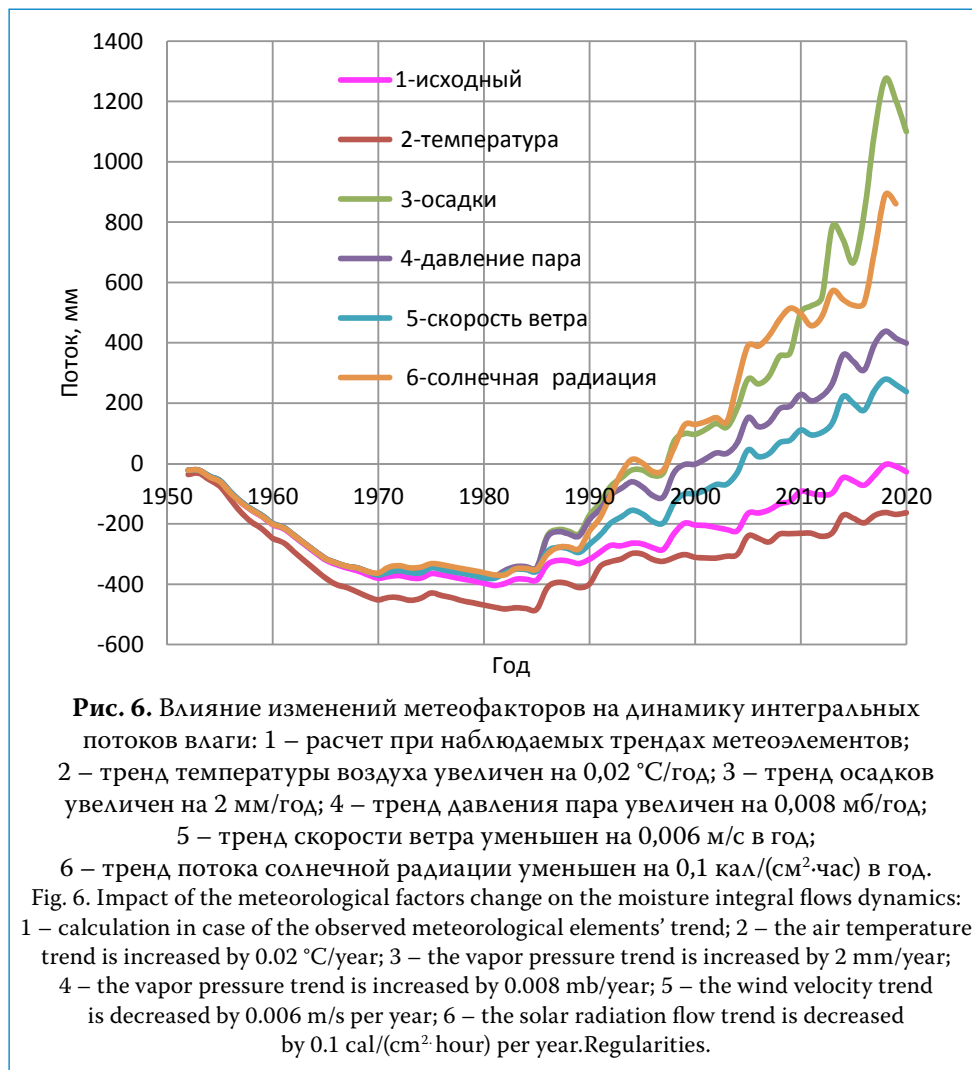 1400
1200
1000
800
600
400
200
0
-200
-400
-600
1950
1960
1970
1980
1990
2000
2010
2020
Поток, мм
Год
1-исходный
2-температура
3-осадки
4-давление пара
5-скорость ветра
6-солнечная радиация
Рис. 6. Влияние изменений метеофакторов на динамику интегральных
потоков влаги: 1 – расчет при наблюдаемых трендах метеоэлементов;
2 – тренд температуры воздуха увеличен на 0,02 °С/год; 3 – тренд осадков
увеличен на 2 мм/год; 4 – тренд давления пара увеличен на 0,008 мб/год;
5 – тренд скорости ветра уменьшен на 0,006 м/с в год;
6 – тренд потока солнечной радиации уменьшен на 0,1 кал/(см²·час) в год.
Fig. 6. Impact of the meteorological factors change on the moisture integral flows dynamics:
1 – calculation in case of the observed meteorological elements’ trend; 2 – the air temperature
trend is increased by 0.02 °C/year; 3 – the vapor pressure trend is increased by 2 mm/year;
4 – the vapor pressure trend is increased by 0.008 mb/year; 5 – the wind velocity trend
is decreased by 0.006 m/s per year; 6 – the solar radiation flow trend is decreased
by 0.1 cal/(cm²· hour) per year.Regularities.